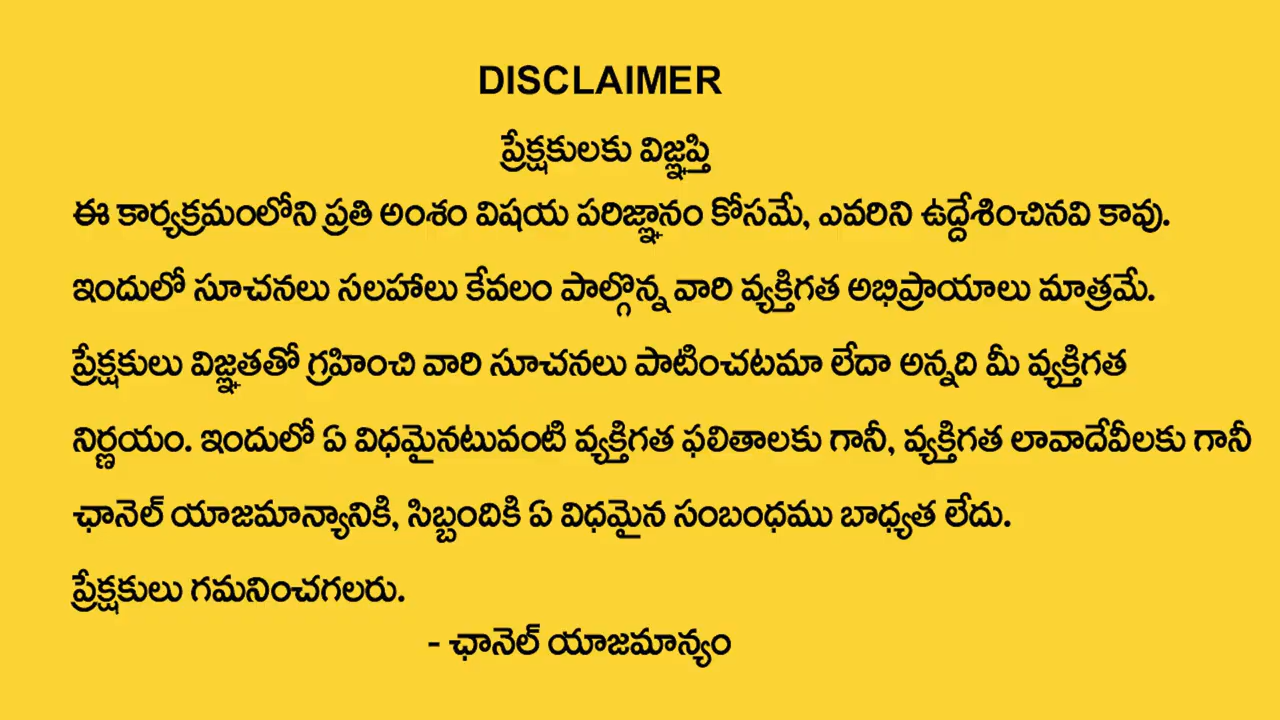 DISCLAIMER
ప్రేక్షకులకు విజ్ఞప్తి
ఈ కార్యక్రమంలోని ప్రతి అంశం విషయ పరిజ్ఞానం కోసమే, ఎవరిని ఉద్దేశించినవి కావు.
ఇందులో సూచనలు సలహాలు కేవలం పాల్గొన్న వారి వ్యక్తిగత అభిప్రాయాలు మాత్రమే.
ప్రేక్షకులు విజ్ఞతతో గ్రహించి వారి సూచనలు పాటించటమా లేదా అన్నది మీ వ్యక్తిగత
నిర్ణయం. ఇందులో ఏ విధమైనటువంటి వ్యక్తిగత ఫలితాలకు గానీ, వ్యక్తిగత లావాదేవీలకు గానీ
ఛానెల్ యాజమాన్యానికి, సిబ్బందికి ఏ విధమైన సంబంధము బాధ్యత లేదు.
ప్రేక్షకులు గమనించగలరు.
- ఛానెల్ యాజమాన్యం